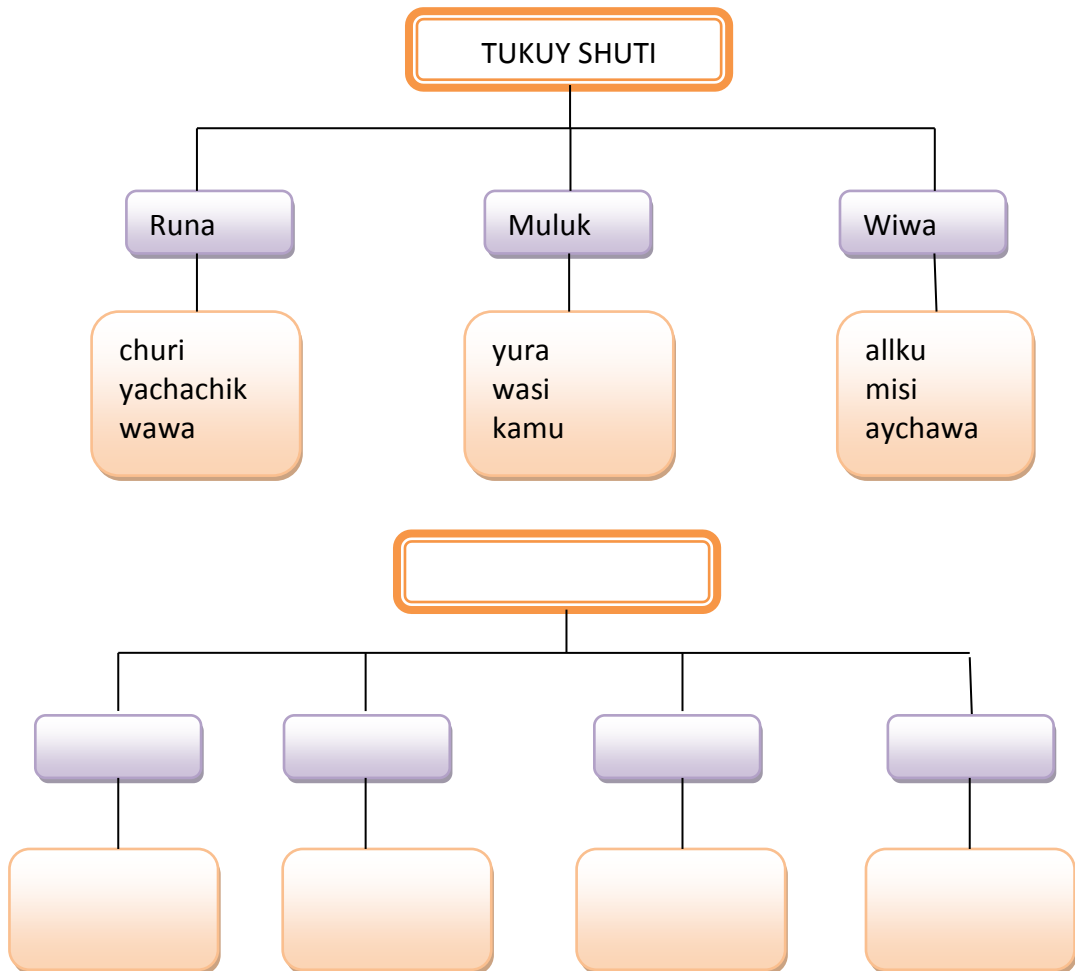 TUKUY SHUTI
Runa
Muluk
Wiwa
churi
yachachik
wawa
yura
wasi
kamu
allku
misi
aychawa